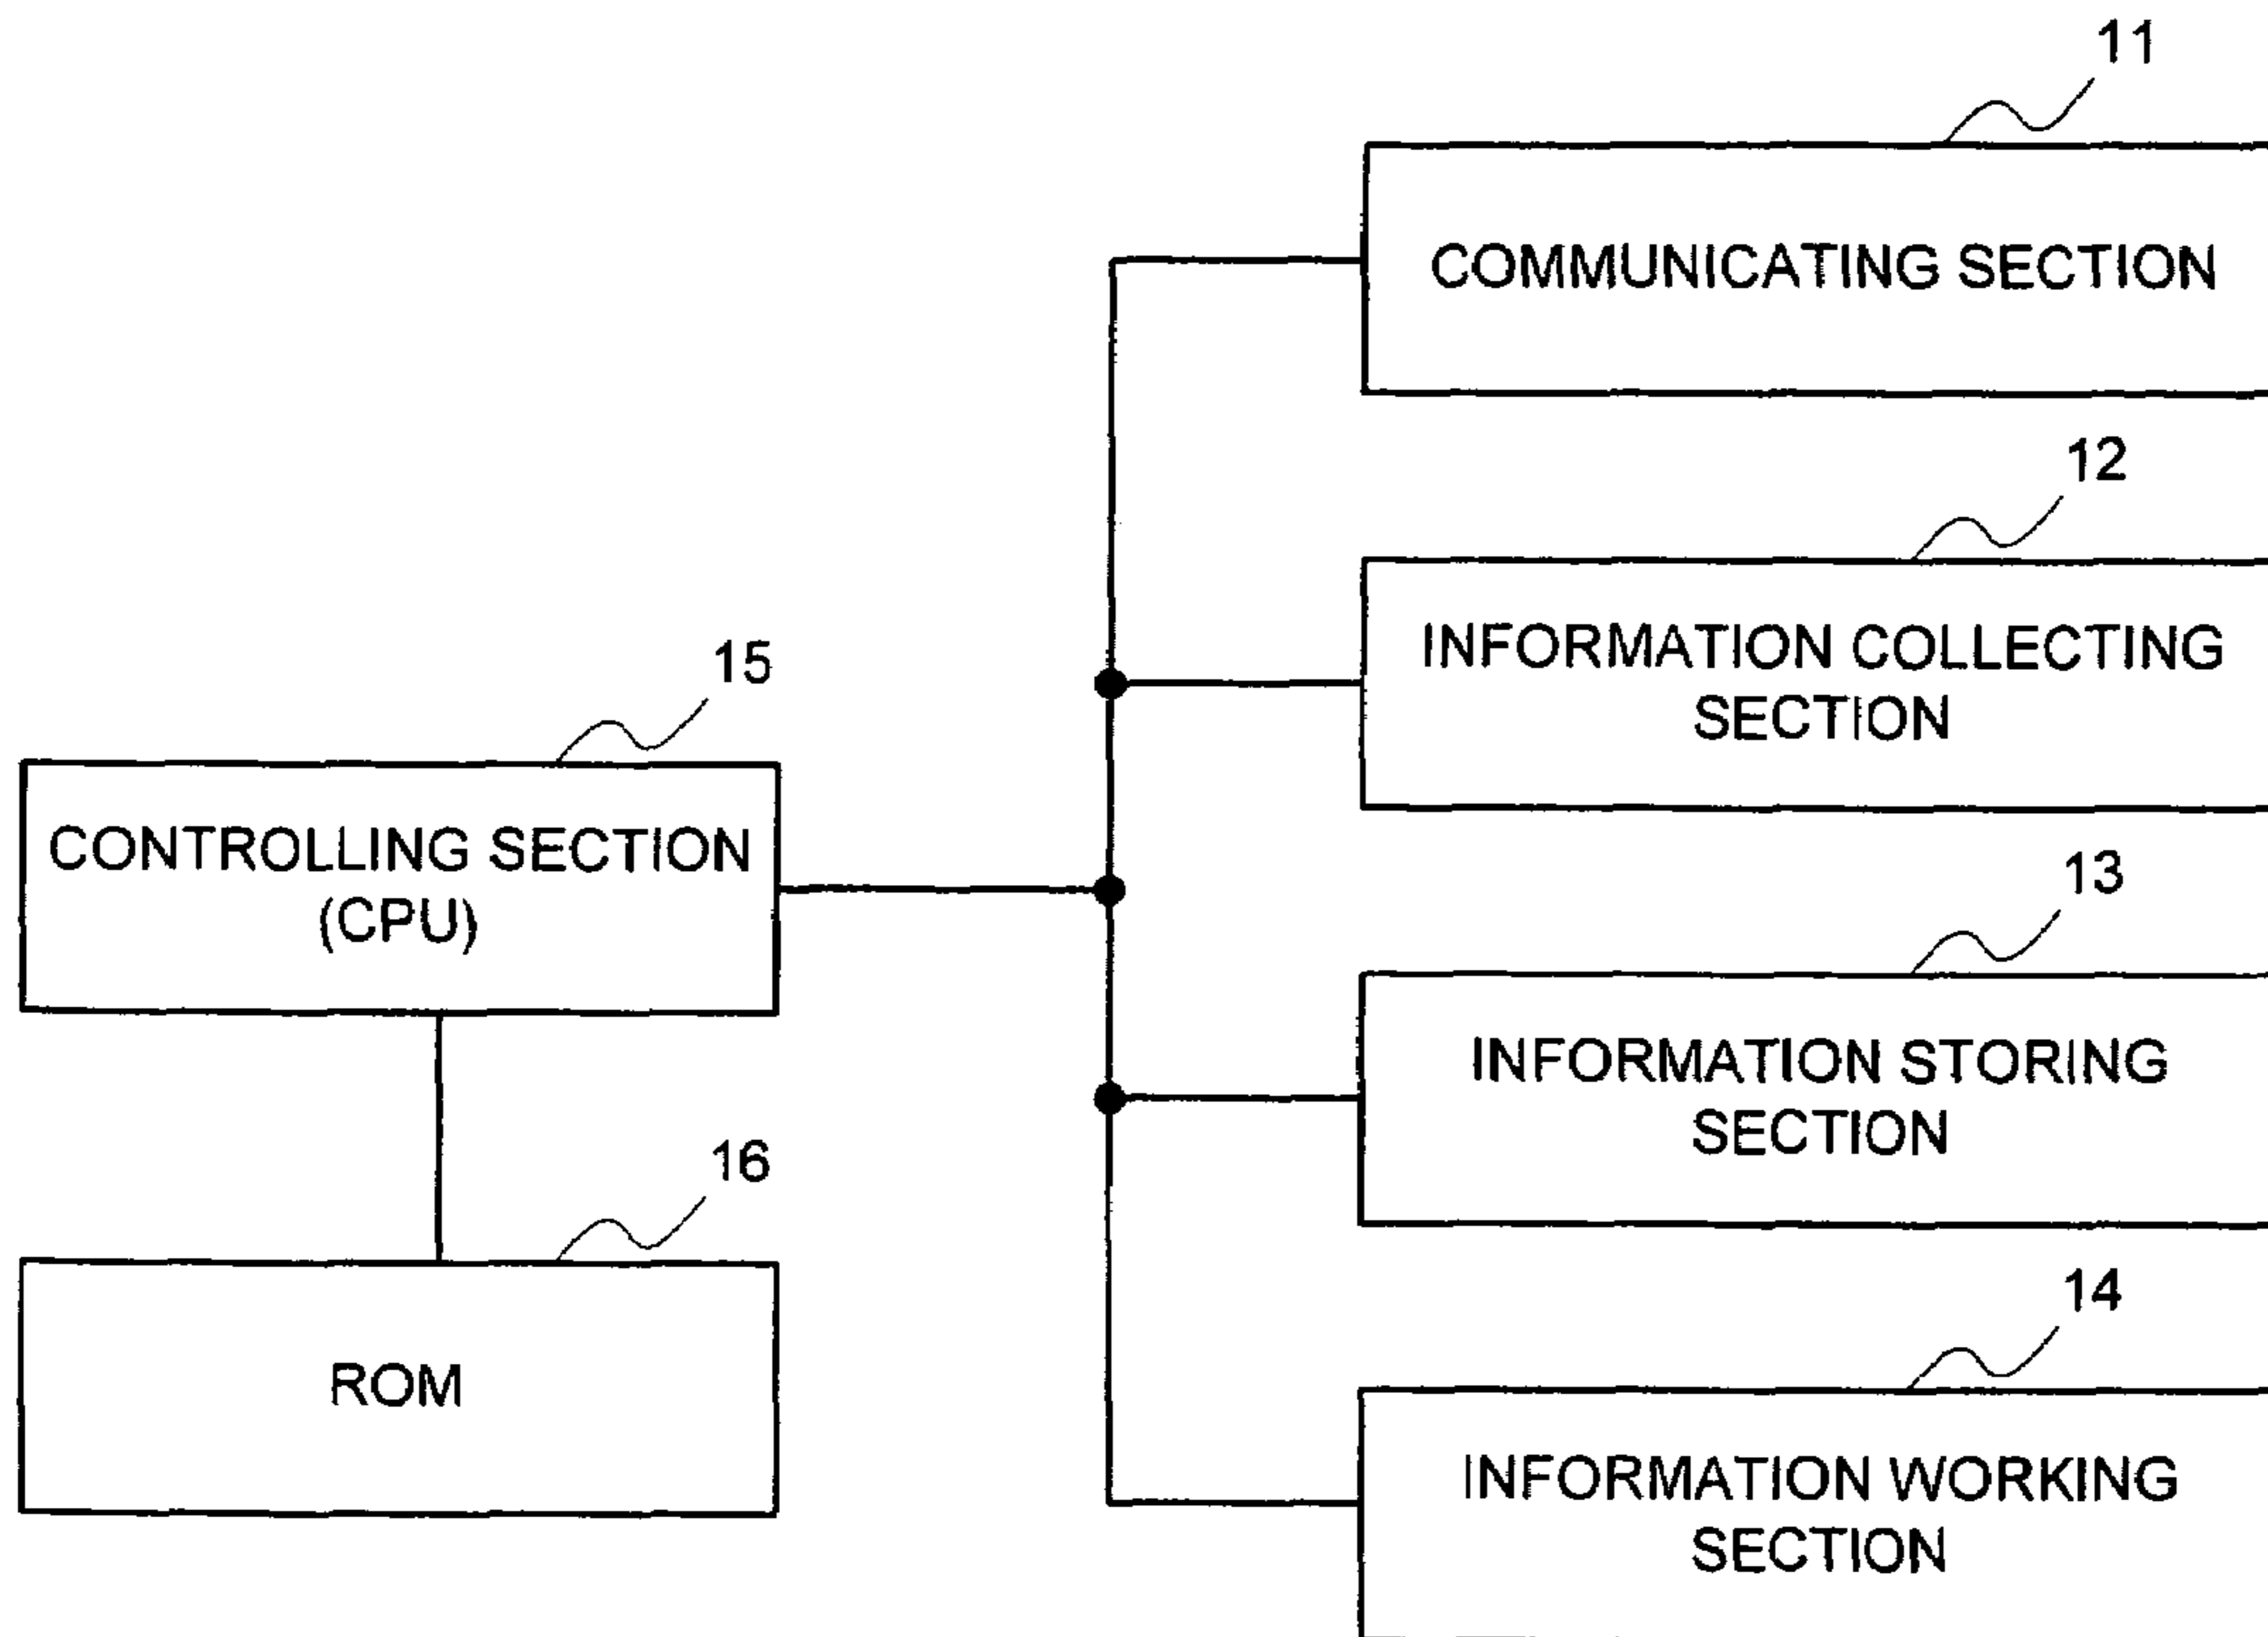 11
COMMUNICATING SECTION
12
INFORMATION COLLECTING
SECTION
15
CONTROLLING SECTION
(CPU)
13
INFORMATION STORING
SECTION
16
ROM
14
INFORMATION WORKING
SECTION